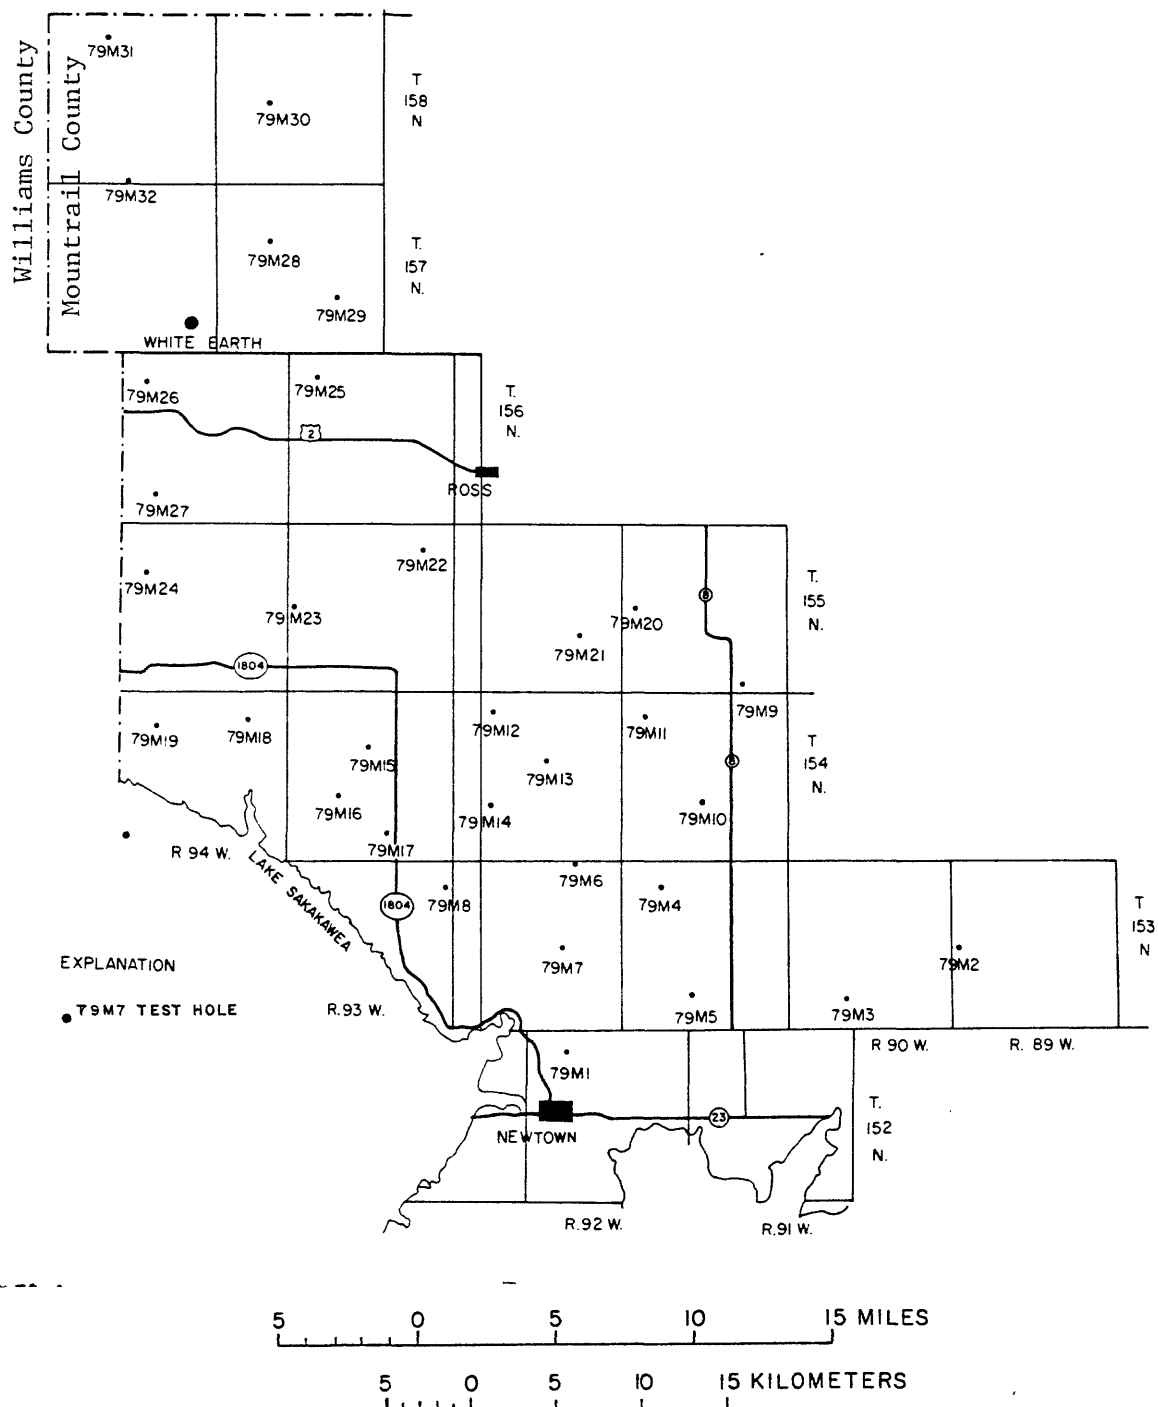 Williams County
Mountrail County
79M31
T
158
N
79M30
79M32
T.
157
N.
79M28
79M29
WHITE EARTH
79M26
79M25
T.
156
N.
2
ROSS
79M27
79M22
79M24
79M23
T.
155
N.
8
79M20
79M21
1804
79M9
79M19
79M18
79M12
79M11
T
154
N.
79M15
79M13
8
79M16
79M14
79M10
79M17
R 94 W.
LAKE SAKAKAWEA
79M6
1804
79M8
79M4
T
153
N
79M7
79M2
EXPLANATION
79M7 TEST HOLE
R.93 W.
79M5
79M3
R 90 W.
R. 89 W.
79M1
23
T.
152
N.
NEWTOWN
R.92 W.
R.91 W.
5 0 5 10 15 MILES
5 0 5 10 15 KILOMETERS